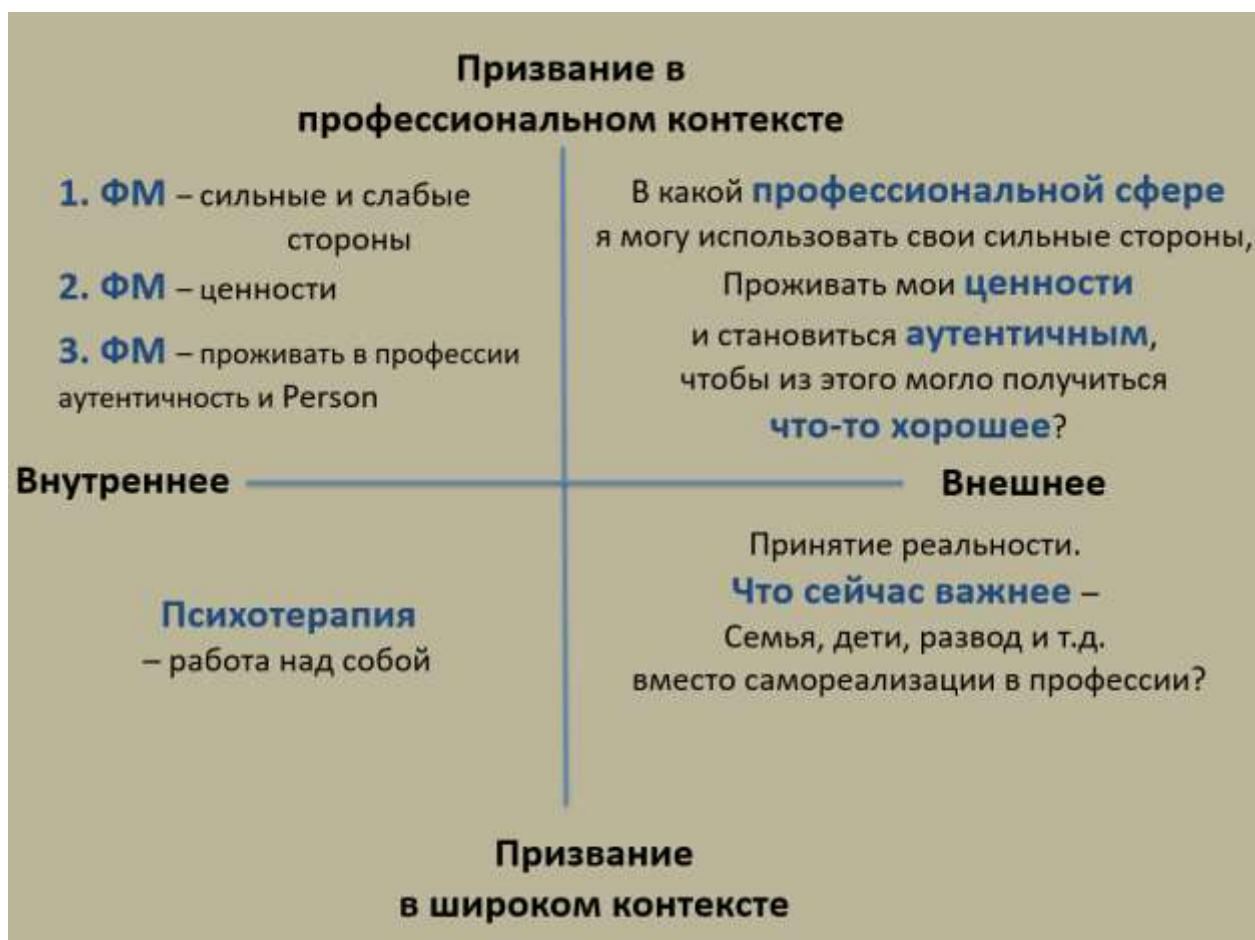 Призвание в
профессиональном контексте
1. ФМ – сильные и слабые
стороны
2. ФМ – ценности
3. ФМ – проживать в профессии
аутентичность и Person
В какой профессиональной сфере
я могу использовать свои сильные стороны,
Проживать мои ценности
и становиться аутентичным,
чтобы из этого могло получиться
что-то хорошее?
Внутреннее
Внешнее
Психотерапия
– работа над собой
Принятие реальности.
Что сейчас важнее –
Семья, дети, развод и т.д.
вместо самореализации в профессии?
Призвание
в широком контексте